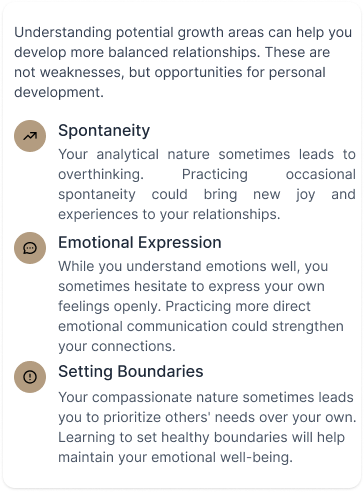 Understanding potential growth areas can help you
develop more balanced relationships. These are
not weaknesses, but opportunities for personal
development.
Spontaneity
Your analytical nature sometimes leads to
overthinking. Practicing occasional
spontaneity could bring new joy and
experiences to your relationships.
Emotional Expression
While you understand emotions well, you
sometimes hesitate to express your own
feelings openly. Practicing more direct
emotional communication could strengthen
your connections.
Setting Boundaries
Your compassionate nature sometimes leads
you to prioritize others' needs over your own.
Learning to set healthy boundaries will help
maintain your emotional well-being.